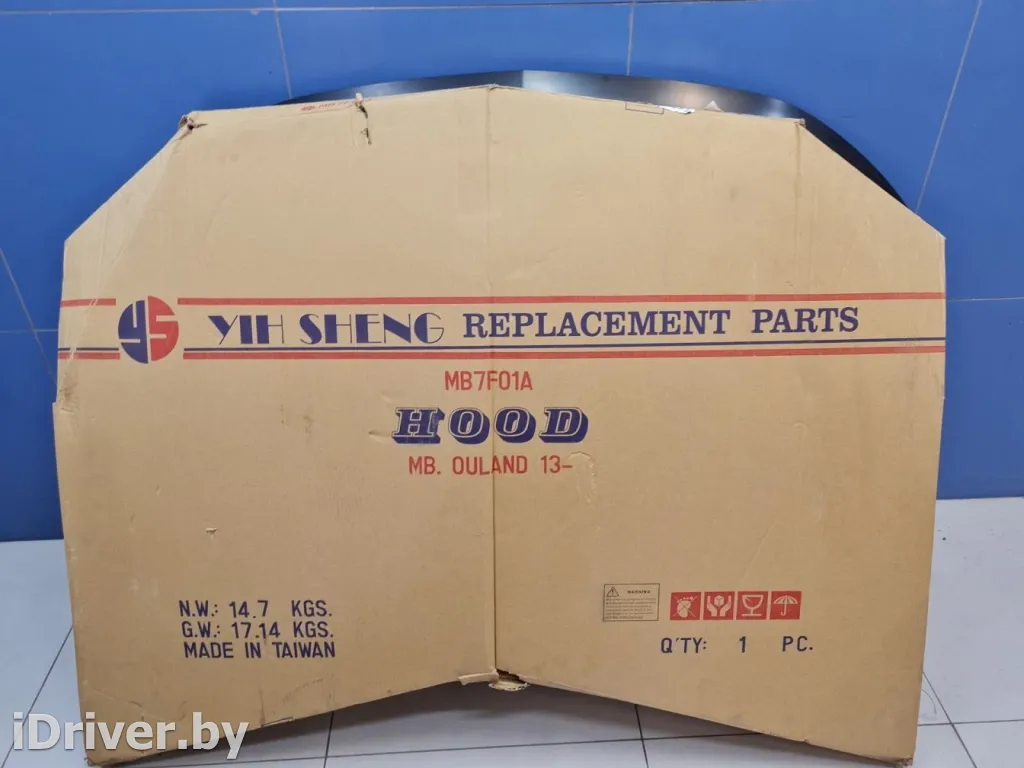 YS YIH SHENG REPLACEMENT PARTS
MB7F01A
HOOD
MB. OULAND 13-
N.W.: 14.7 KGS.
G.W.: 17.14 KGS.
MADE IN TAIWAN
WARNING
Q'TY: 1 PC.
iDriver.by